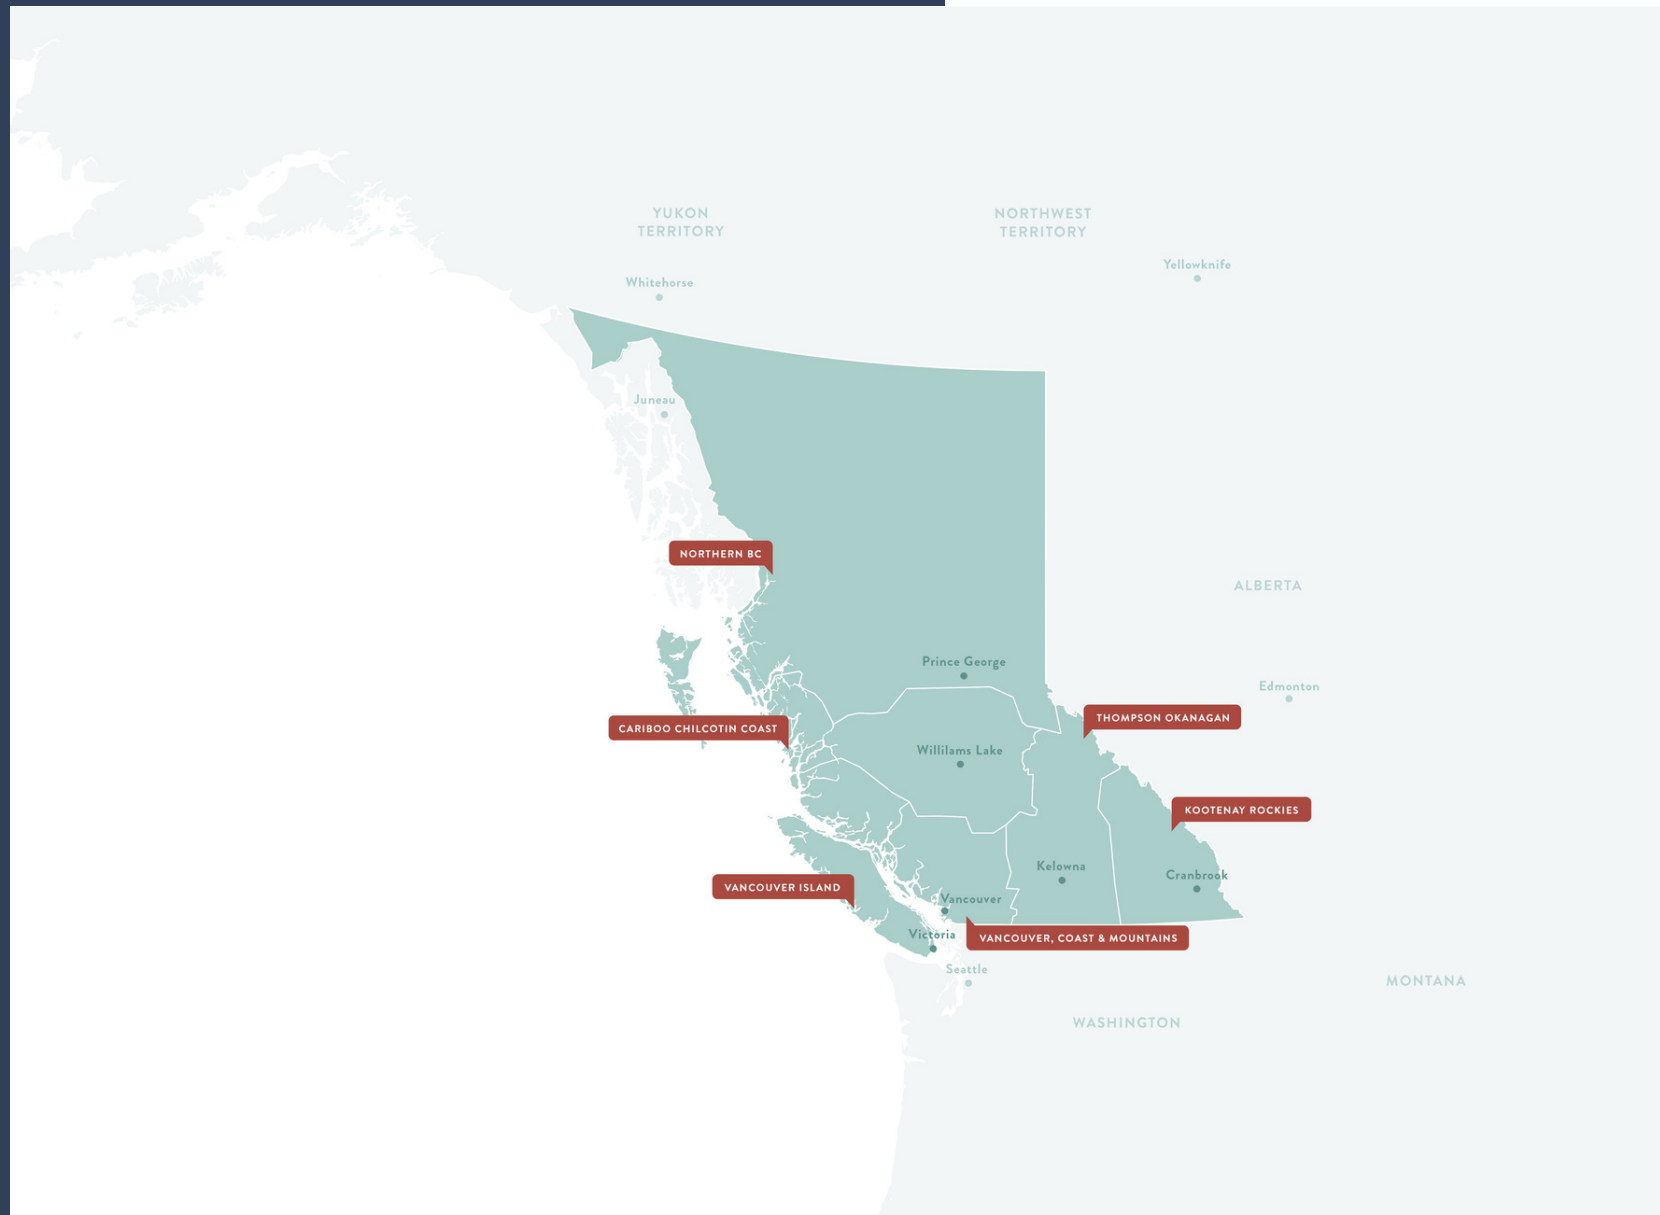 YUKON
TERRITORY
NORTHWEST
TERRITORY
Yellowknife
Whitehorse
Juneau
NORTHERN BC
ALBERTA
Prince George
Edmonton
THOMPSON OKANAGAN
CARIBOO CHILCOTIN COAST
Willilams Lake
KOOTENAY ROCKIES
Kelowna
Cranbrook
VANCOUVER ISLAND
Vancouver
Victoria
VANCOUVER, COAST & MOUNTAINS
Seattle
MONTANA
WASHINGTON